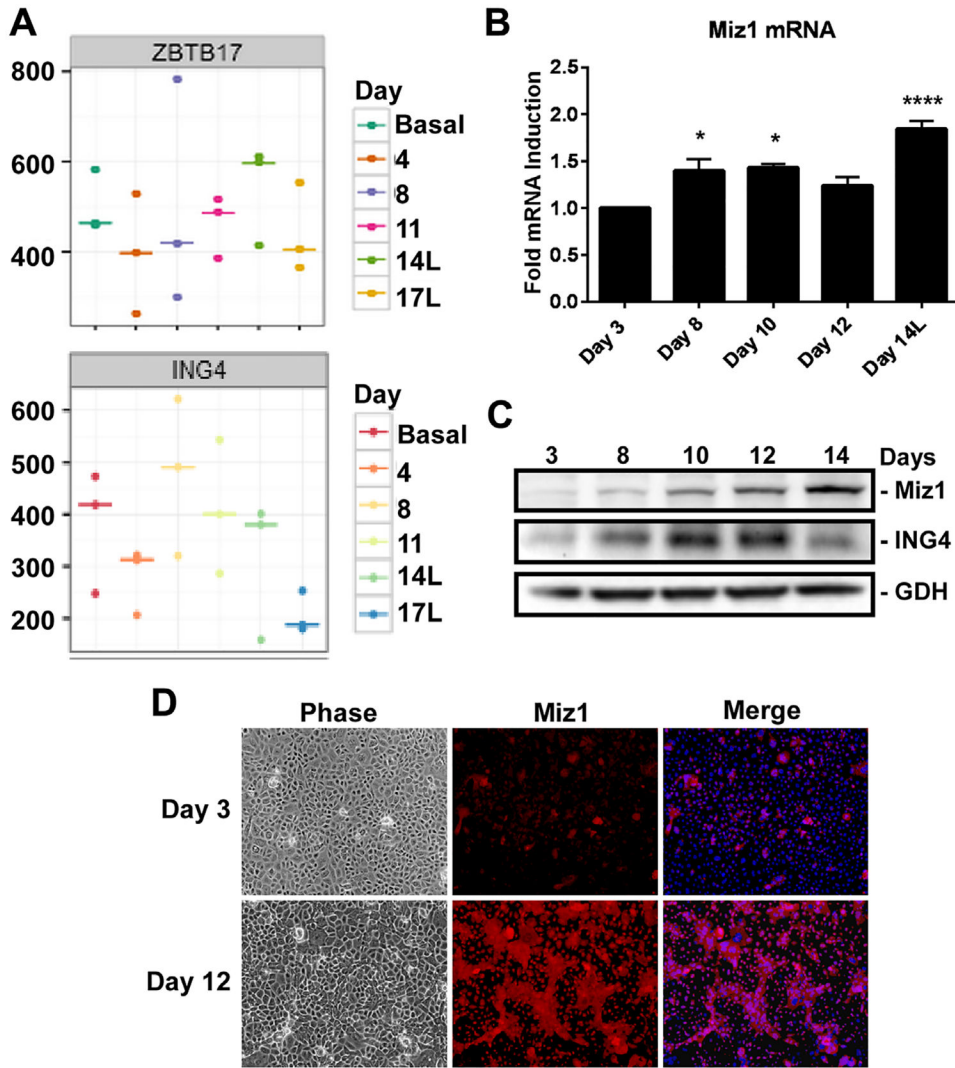 A
ZBTB17
800
600
400
Day
Basal
4
8
11
14L
17L
ING4
600
500
400
300
200
Day
Basal
4
8
11
14L
17L
B
Miz1 mRNA
Fold mRNA Induction
2.5
2.0
1.5
1.0
0.5
0.0
*
*
****
Day 3
Day 8
Day 10
Day 12
Day 14L
C
3 8 10 12 14 Days
- Miz1
- ING4
- GDH
D
Phase Miz1 Merge
Day 3
Day 12